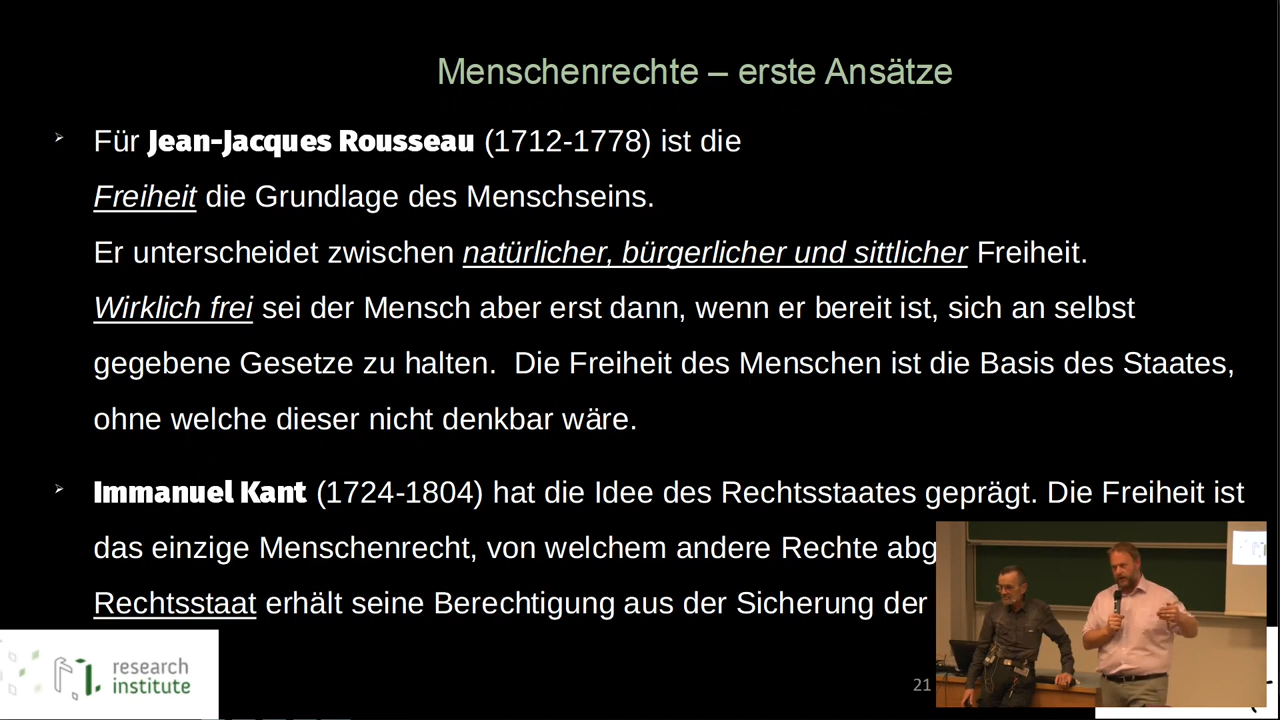 Menschenrechte – erste Ansätze
Für Jean-Jacques Rousseau (1712-1778) ist die
Freiheit die Grundlage des Menschseins.
Er unterscheidet zwischen natürlicher, bürgerlicher und sittlicher Freiheit.
Wirklich frei sei der Mensch aber erst dann, wenn er bereit ist, sich an selbst
gegebene Gesetze zu halten. Die Freiheit des Menschen ist die Basis des Staates,
ohne welche dieser nicht denkbar wäre.
Immanuel Kant (1724-1804) hat die Idee des Rechtsstaates geprägt. Die Freiheit ist
das einzige Menschenrecht, von welchem andere Rechte
Rechtsstaat erhält seine Berechtigung aus der Sicherung der
research
institute
21